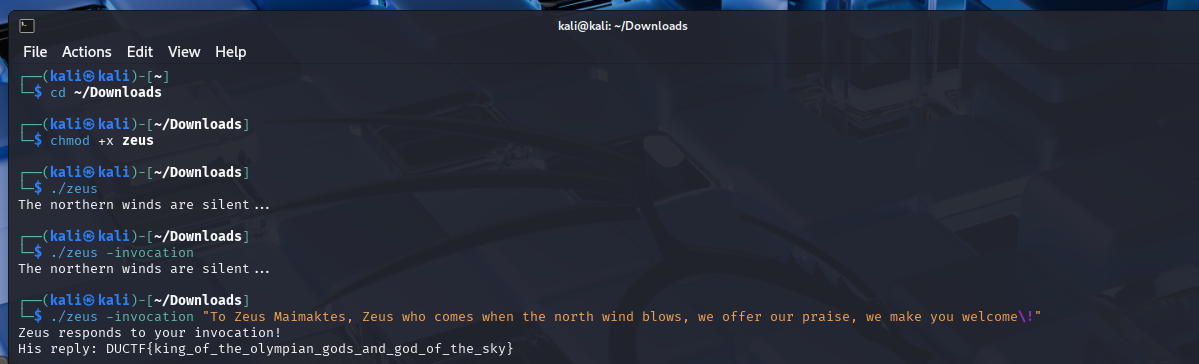 kali@kali: ~/Downloads
File Actions Edit View Help
┌──(kali㉿kali)-[~]
└─$ cd ~/Downloads
┌──(kali㉿kali)-[~/Downloads]
└─$ chmod +x zeus
┌──(kali㉿kali)-[~/Downloads]
└─$ ./zeus
The northern winds are silent...
┌──(kali㉿kali)-[~/Downloads]
└─$ ./zeus -invocation
The northern winds are silent...
┌──(kali㉿kali)-[~/Downloads]
└─$ ./zeus -invocation "To Zeus Maimaktes, Zeus who comes when the north wind blows, we offer our praise, we make you welcome\!"
Zeus responds to your invocation!
His reply: DUCTF{king_of_the_olympian_gods_and_god_of_the_sky}